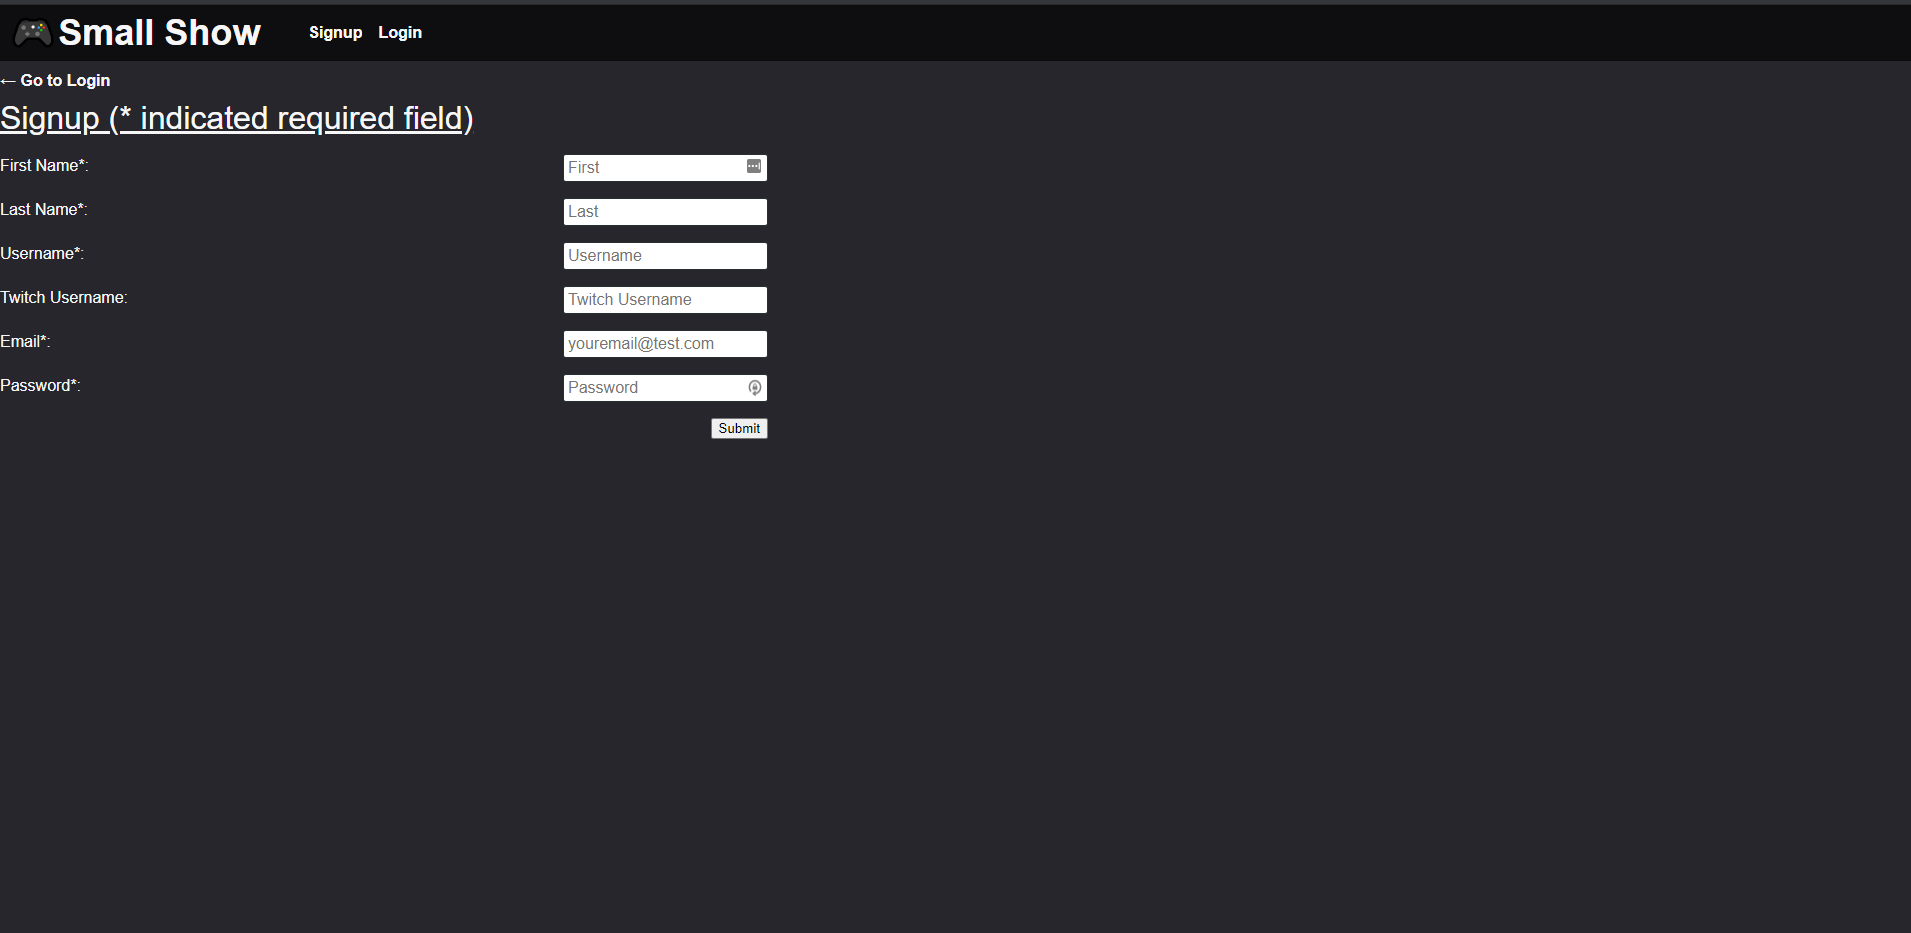 Small Show Signup Login
← Go to Login
Signup (* indicated required field)
First Name*: First
Last Name*: Last
Username*: Username
Twitch Username: Twitch Username
Email*: youremail@test.com
Password*: Password
Submit